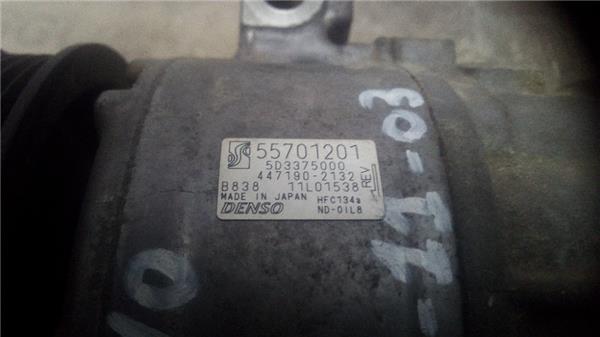 55701201
5D3375000
447190-2132
REV
B838 11L01538
MADE IN JAPAN HFC134a
DENSO ND-OIL8